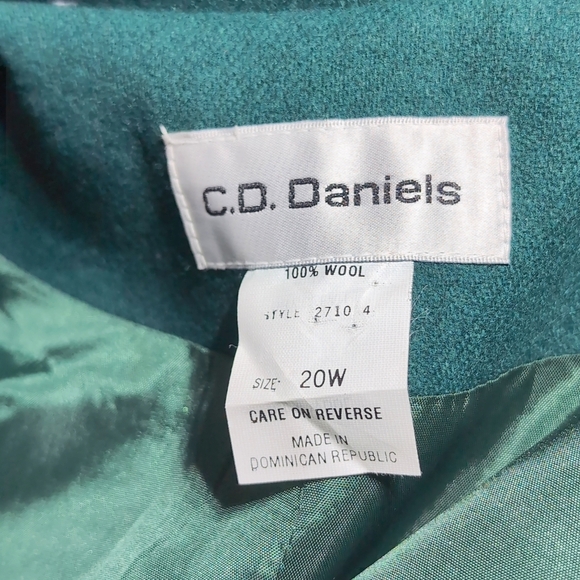 C.D. Daniels
100% WOOL
STYLE 2710 4
SIZE: 20W
CARE ON REVERSE
MADE IN
DOMINICAN REPUBLIC